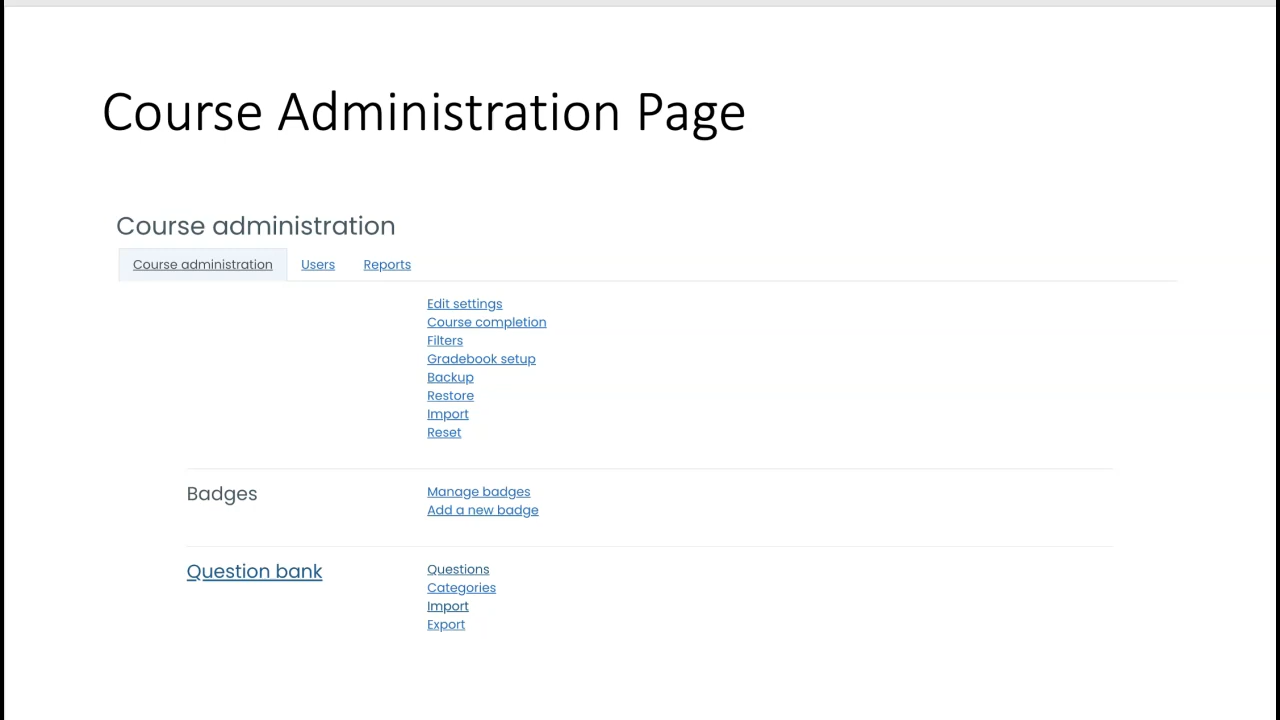 Course Administration Page
Course administration
Course administration Users Reports
Edit settings
Course completion
Filters
Gradebook setup
Backup
Restore
Import
Reset
Badges
Manage badges
Add a new badge
Question bank
Questions
Categories
Import
Export